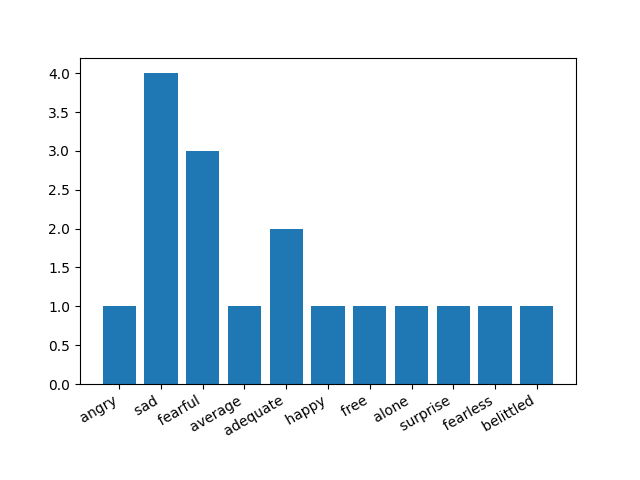 4.0
3.5
3.0
2.5
2.0
1.5
1.0
0.5
0.0
angry
sad
fearful
average
adequate
happy
free
alone
surprise
fearless
belittled